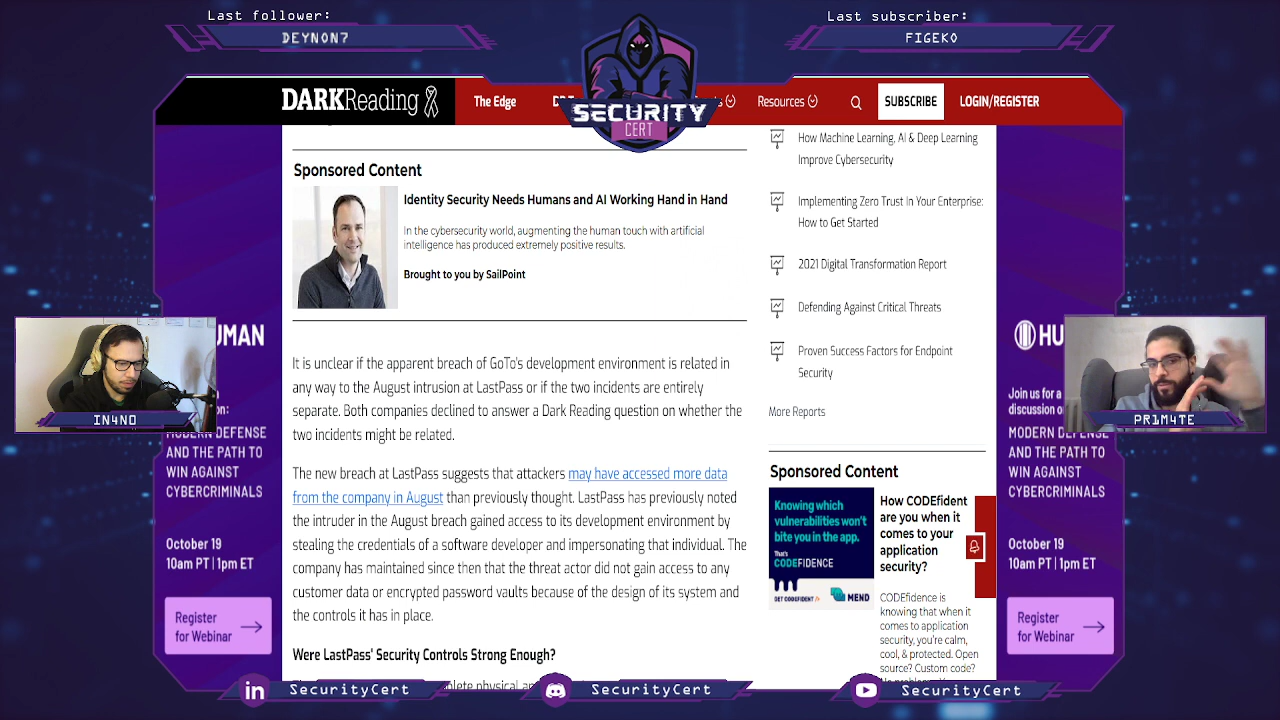 Last follower:
DEYNON7
Last subscriber:
FIGEKO
DARKReading
The Edge
Resources
SUBSCRIBE
LOGIN/REGISTER
SECURITY
CERT
Sponsored Content
Identity Security Needs Humans and AI Working Hand in Hand
In the cybersecurity world, augmenting the human touch with artificial
intelligence has produced extremely positive results.
Brought to you by SailPoint
It is unclear if the apparent breach of GoTo's development environment is related in
any way to the August intrusion at LastPass or if the two incidents are entirely
separate. Both companies declined to answer a Dark Reading question on whether the
two incidents might be related.
The new breach at LastPass suggests that attackers may have accessed more data
from the company in August than previously thought. LastPass has previously noted
the intruder in the August breach gained access to its development environment by
stealing the credentials of a software developer and impersonating that individual. The
company has maintained since then that the threat actor did not gain access to any
customer data or encrypted password vaults because of the design of its system and
the controls it has in place.
Were LastPass' Security Controls Strong Enough?
How Machine Learning, AI & Deep Learning
Improve Cybersecurity
Implementing Zero Trust In Your Enterprise:
How to Get Started
2021 Digital Transformation Report
Defending Against Critical Threats
Proven Success Factors for Endpoint
Security
More Reports
Sponsored Content
Knowing which
vulnerabilities won't
bite you in the app.
That's
CODEFIDENCE
GET CODEFIDENT
MEND
How CODEfident
are you when it
comes to your
application
security?
CODEfidence is
knowing that when it
comes to application
security, you're calm,
cool, & protected. Open
source? Custom code?
UMAN
IN4N0
MODERN DEFENSE
AND THE PATH TO
WIN AGAINST
CYBERCRIMINALS
October 19
10am PT | 1pm ET
Register
for Webinar
HU
PR1M4TE
Join us for a
discussion o
MODERN DEFENSE
AND THE PATH TO
WIN AGAINST
CYBERCRIMINALS
October 19
10am PT | 1pm ET
Register
for Webinar
in
SecurityCert
SecurityCert
SecurityCert